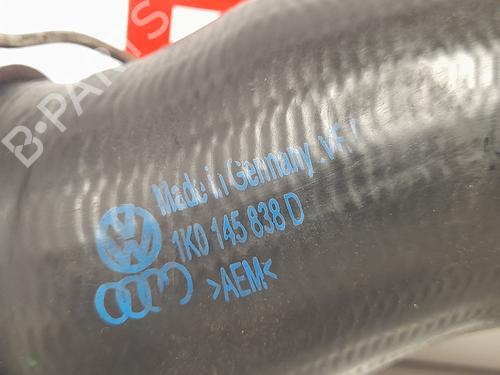 B-PARTS
Made in Germany
1K0 145 838 D
>AEM<